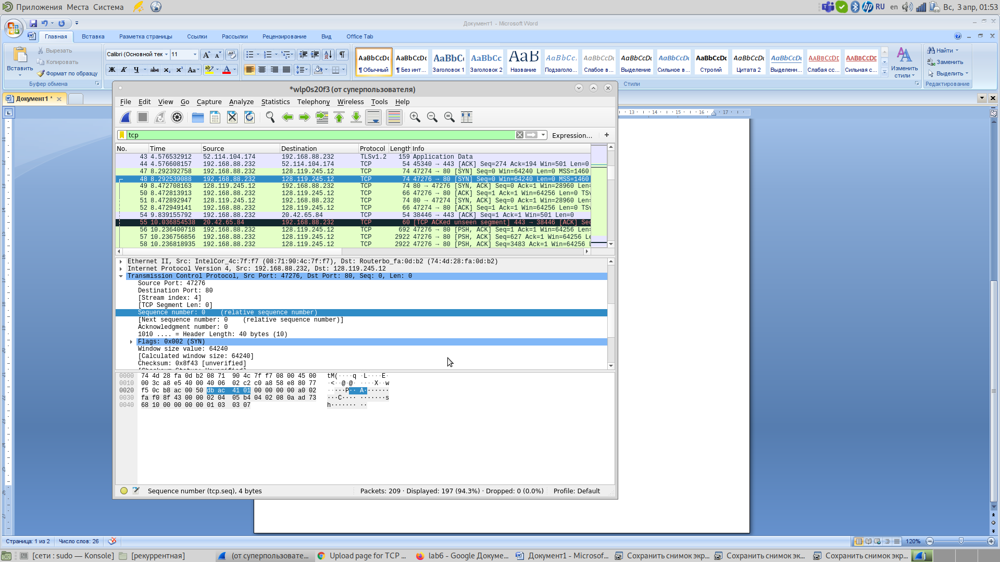 Приложения Места Система
RU en Вс, 3 апр, 01:53
Документ1 - Microsoft Word
Главная Вставка Разметка страницы Ссылки Рассылки Рецензирование Вид Office Tab
Вставить
Вырезать
Копировать
Формат по образцу
Буфер обмена
Calibri (Основной тек 11
Ж К Ч abc x₂ x² Aa
AaBbCcDc AaBbCcDc AaBbC AaBbCc AaB AaBbCc. AaBbCcDc AaBbCcDc AaBbCcDc AaBbCcDc AaBbCcDc AaBbCcDc AABBCCDD AABBCCDD
¶ Обычный ¶ Без инт... Заголовок 1 Заголовок 2 Название Подзаголо... Слабое в... Выделение Сильное в... Строгий Цитата 2 Выделенн... Слабая сс... Сильная с...
Стили
Изменить стили
Найти
Заменить
Выделить
Редактирование
Документ1 *
*wlp0s20f3 (от суперпользователя)
File Edit View Go Capture Analyze Statistics Telephony Wireless Tools Help
tcp Expression... +
13 14 15 16 17
No. Time Source Destination Protocol Length Info
43 4.576532912 52.114.104.174 192.168.88.232 TLSv1.2 159 Application Data
44 4.576608157 192.168.88.232 52.114.104.174 TCP 54 45340 → 443 [ACK] Seq=274 Ack=194 Win=501 Len=0
47 8.292392758 192.168.88.232 128.119.245.12 TCP 74 47274 → 80 [SYN] Seq=0 Win=64240 Len=0 MSS=1460
48 8.292539088 192.168.88.232 128.119.245.12 TCP 74 47276 → 80 [SYN] Seq=0 Win=64240 Len=0 MSS=1460
49 8.472708163 128.119.245.12 192.168.88.232 TCP 74 80 → 47276 [SYN, ACK] Seq=0 Ack=1 Win=28960 Len=
50 8.472813913 192.168.88.232 128.119.245.12 TCP 66 47276 → 80 [ACK] Seq=1 Ack=1 Win=64256 Len=0 TSv
51 8.472892947 128.119.245.12 192.168.88.232 TCP 74 80 → 47274 [SYN, ACK] Seq=0 Ack=1 Win=28960 Len=
52 8.472949141 192.168.88.232 128.119.245.12 TCP 66 47274 → 80 [ACK] Seq=1 Ack=1 Win=64256 Len=0 TSv
54 9.839155792 192.168.88.232 20.42.65.84 TCP 54 38446 → 443 [ACK] Seq=1 Ack=1 Win=501 Len=0
55 10.036854538 20.42.65.84 192.168.88.232 TCP 60 [TCP ACKed unseen segment] 443 → 38446 [ACK] Seq
56 10.236400718 192.168.88.232 128.119.245.12 TCP 692 47276 → 80 [PSH, ACK] Seq=1 Ack=1 Win=64256 Len
57 10.236756856 192.168.88.232 128.119.245.12 TCP 2922 47276 → 80 [PSH, ACK] Seq=627 Ack=1 Win=64256 Le
58 10.236818935 192.168.88.232 128.119.245.12 TCP 2922 47276 → 80 [PSH, ACK] Seq=3483 Ack=1 Win=64256 L
Ethernet II, Src: IntelCor_4c:7f:f7 (08:71:90:4c:7f:f7), Dst: Routerbo_fa:0d:b2 (74:4d:28:fa:0d:b2)
Internet Protocol Version 4, Src: 192.168.88.232, Dst: 128.119.245.12
Transmission Control Protocol, Src Port: 47276, Dst Port: 80, Seq: 0, Len: 0
Source Port: 47276
Destination Port: 80
[Stream index: 4]
[TCP Segment Len: 0]
Sequence number: 0 (relative sequence number)
[Next sequence number: 0 (relative sequence number)]
Acknowledgment number: 0
1010 .... = Header Length: 40 bytes (10)
Flags: 0x002 (SYN)
Window size value: 64240
[Calculated window size: 64240]
Checksum: 0x8f43 [unverified]
0000 74 4d 28 fa 0d b2 08 71 90 4c 7f f7 08 00 45 00 tM(····q ·L····E·
0010 00 3c a8 e5 40 00 40 06 02 c2 c0 a8 58 e8 80 77 ·<··@·@· ····X··w
0020 f5 0c b8 ac 00 50 db ac 41 01 00 00 00 00 a0 02 ·····P·· A·······
0030 fa f0 8f 43 00 00 02 04 05 b4 04 02 08 0a ad 73 ···C···· ·······s
0040 68 10 00 00 00 00 01 03 03 07 h······· ··
Sequence number (tcp.seq), 4 bytes Packets: 209 · Displayed: 197 (94.3%) · Dropped: 0 (0.0%) Profile: Default
Страница: 1 из 2 Число слов: 26 120%
[сети : sudo — Konsole] [рекуррентная] (от суперпользовате... Upload page for TCP ... lab6 - Google Докуме... Документ1 - Microsof... Сохранить снимок экр... Сохранить снимок эк... Сохранить снимок экр...